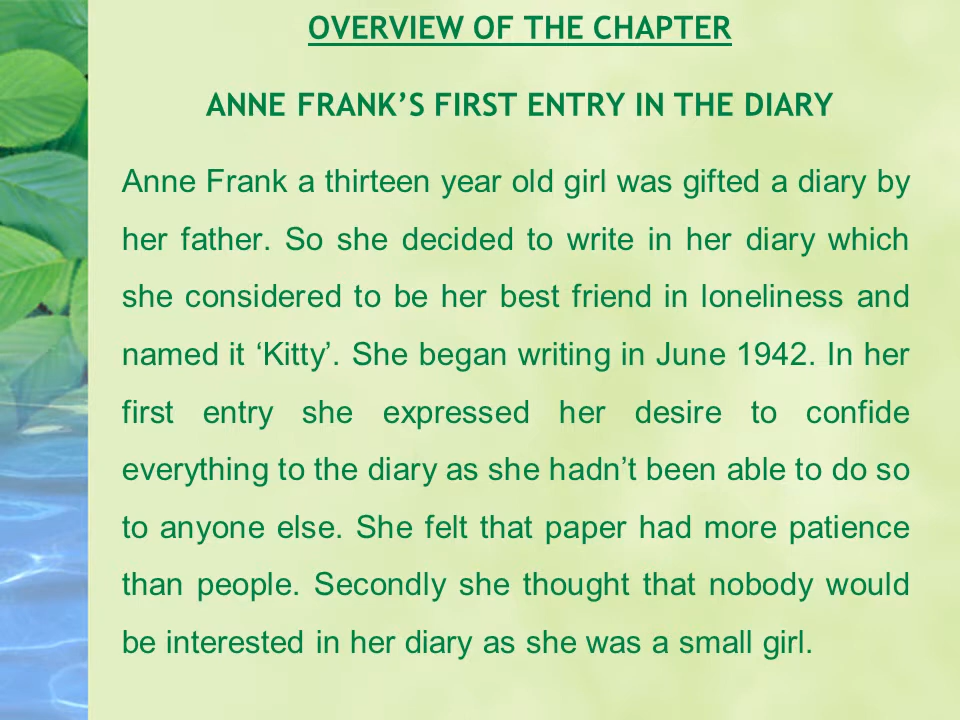 OVERVIEW OF THE CHAPTER
ANNE FRANK’S FIRST ENTRY IN THE DIARY
Anne Frank a thirteen year old girl was gifted a diary by
her father. So she decided to write in her diary which
she considered to be her best friend in loneliness and
named it ‘Kitty’. She began writing in June 1942. In her
first entry she expressed her desire to confide
everything to the diary as she hadn’t been able to do so
to anyone else. She felt that paper had more patience
than people. Secondly she thought that nobody would
be interested in her diary as she was a small girl.